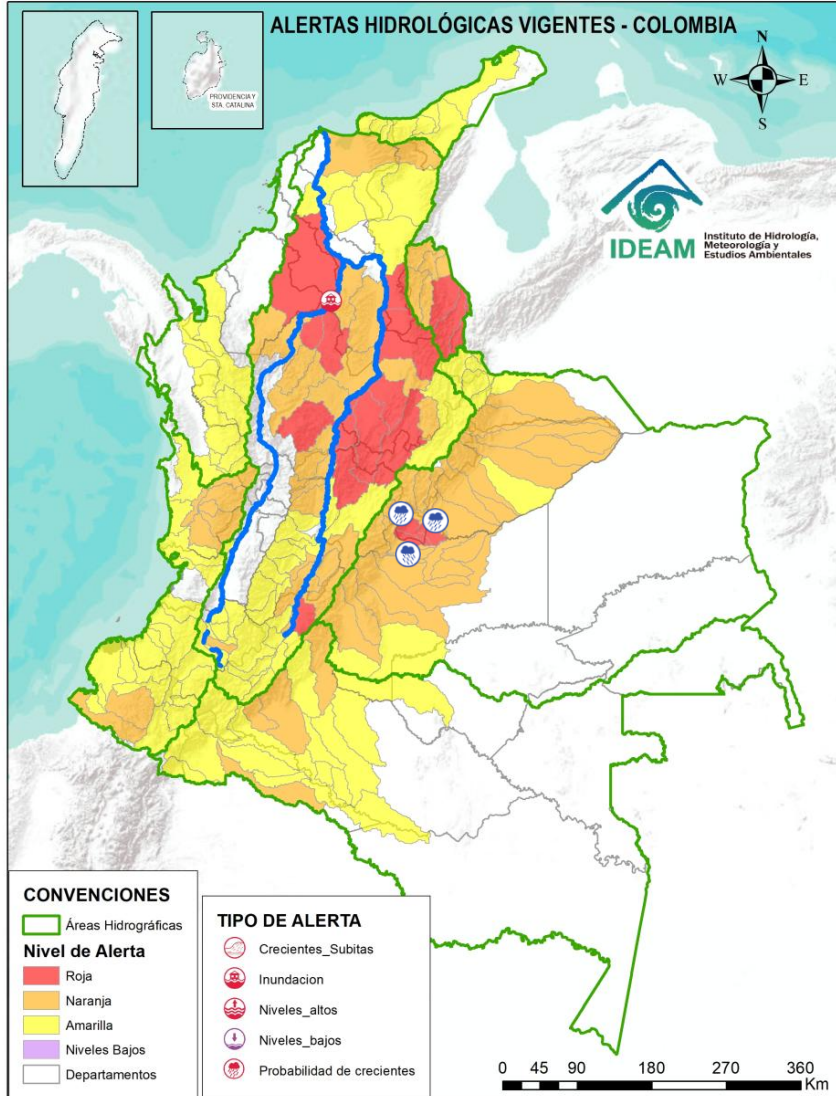 ALERTAS HIDROLÓGICAS VIGENTES - COLOMBIA
PROVIDENCIA Y
STA. CATALINA
N
W
E
S
IDEAM
Instituto de Hidrología,
Meteorología y
Estudios Ambientales
CONVENCIONES
Áreas Hidrográficas
Nivel de Alerta
Roja
Naranja
Amarilla
Niveles Bajos
Departamentos
TIPO DE ALERTA
Crecientes_Subitas
Inundacion
Niveles_altos
Niveles_bajos
Probabilidad de crecientes
0 45 90 180 270 360
Km